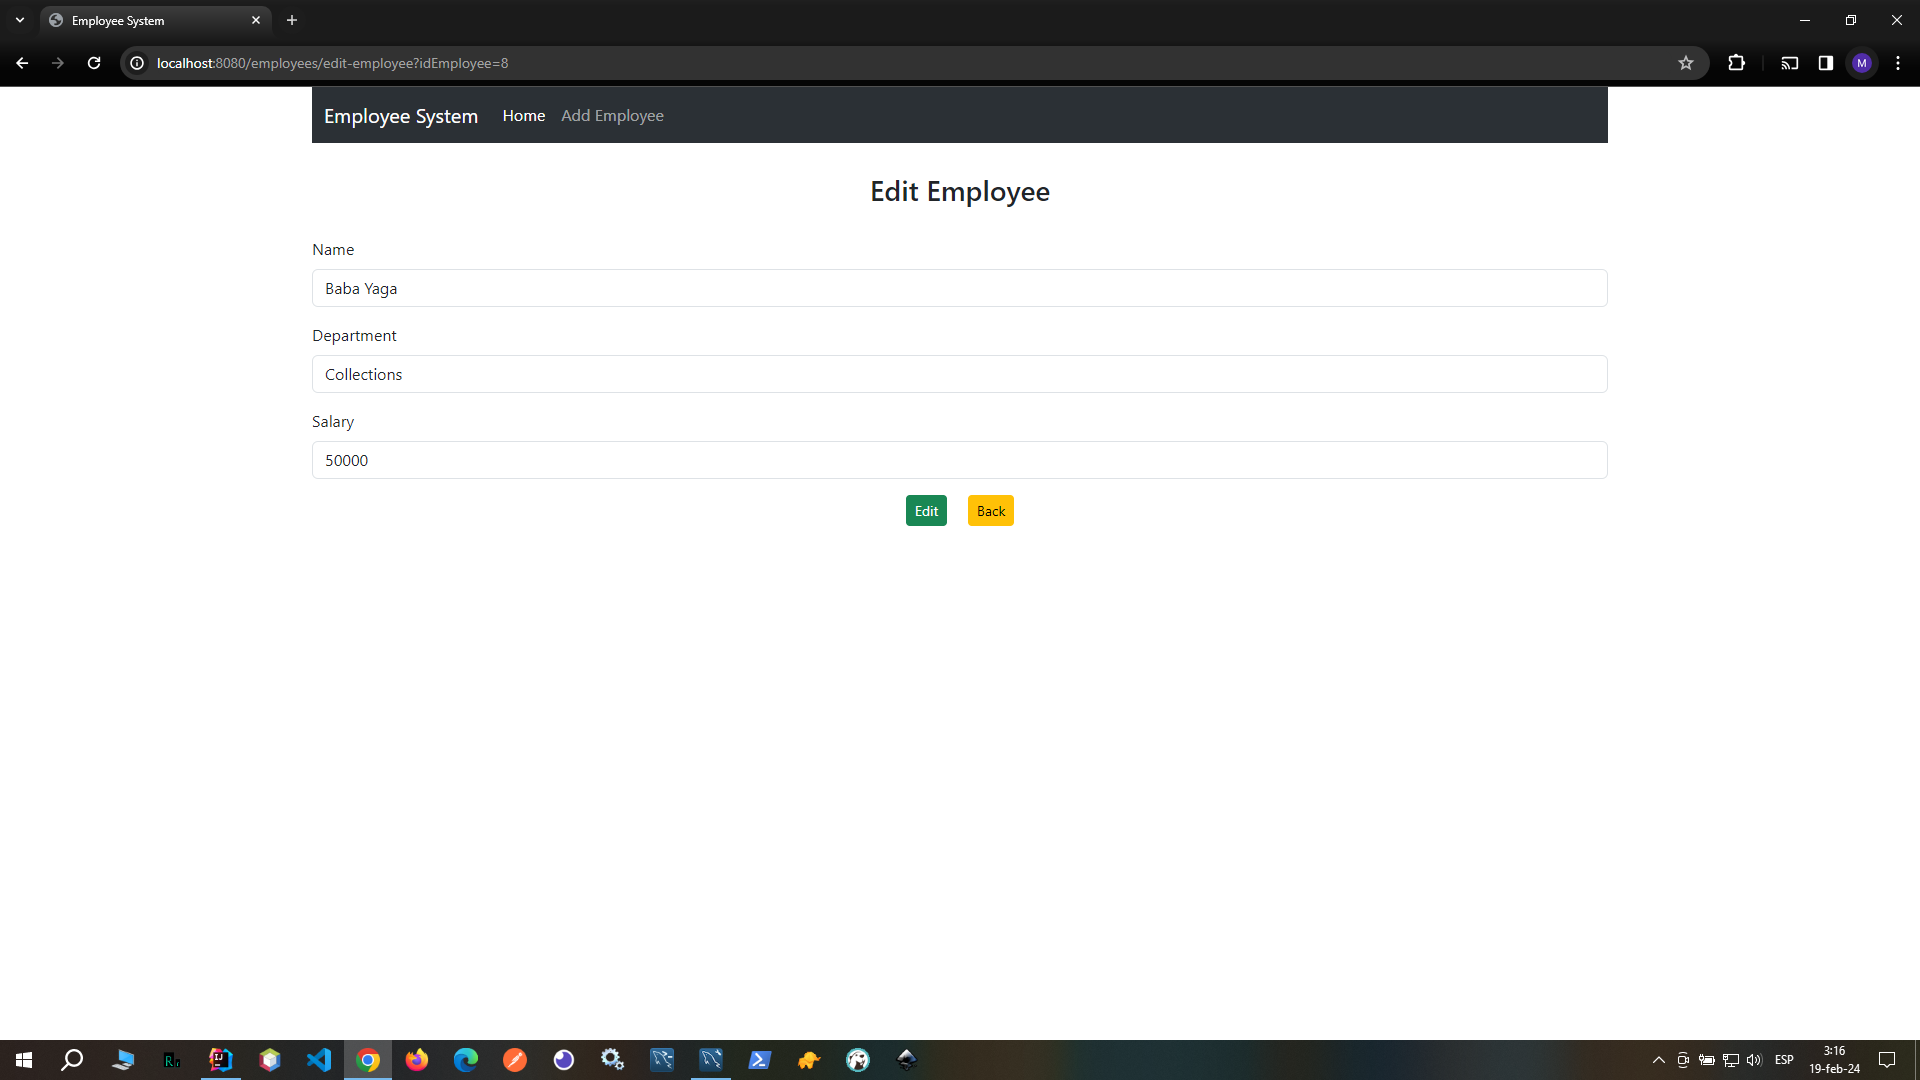 Employee System
localhost:8080/employees/edit-employee?idEmployee=8
M
Employee System Home Add Employee
Edit Employee
Name
Baba Yaga
Department
Collections
Salary
50000
Edit Back
ESP
3:16
19-feb-24